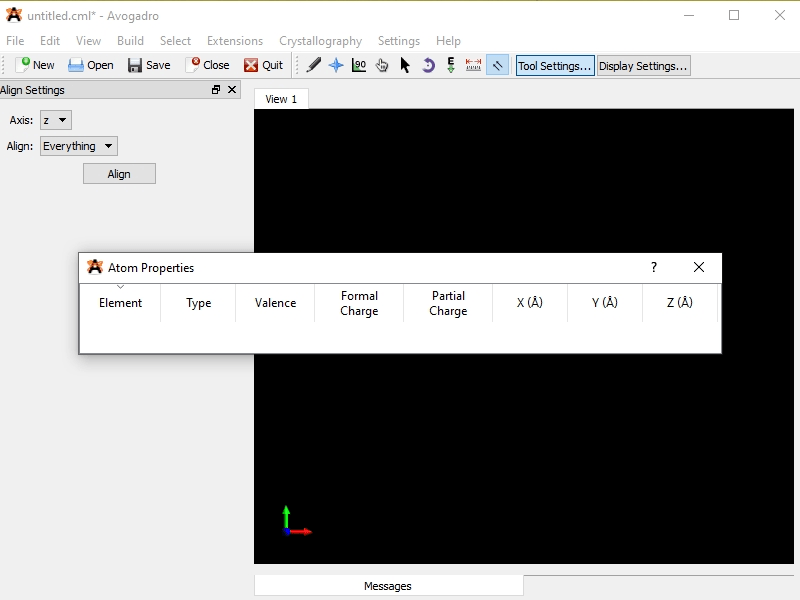 untitled.cml* - Avogadro
File Edit View Build Select Extensions Crystallography Settings Help
New Open Save Close Quit 90 E Tool Settings... Display Settings...
Align Settings
View 1
Axis: z
Align: Everything
Align
Atom Properties ?
Element Type Valence Formal Charge Partial Charge X (Å) Y (Å) Z (Å)
Messages